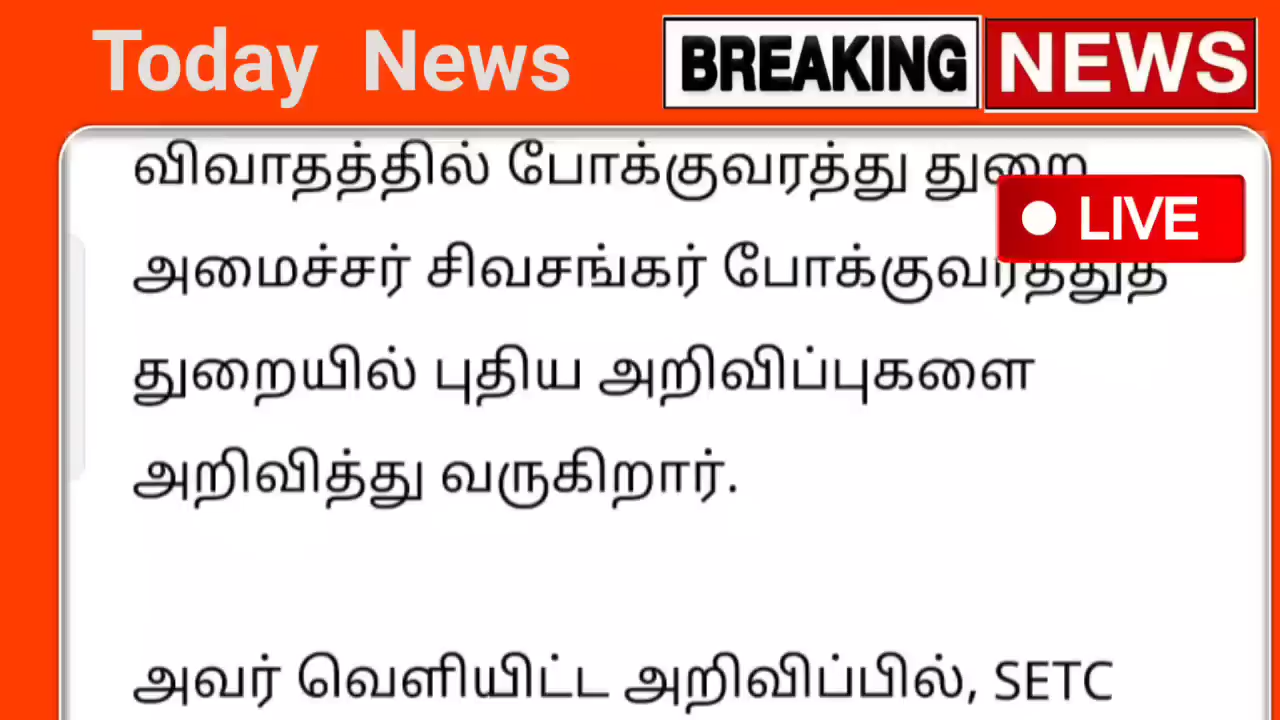 Today News
BREAKING NEWS
விவாதத்தில் போக்குவரத்து துறை
LIVE
அமைச்சர் சிவசங்கர் போக்குவரத்துத்
துறையில் புதிய அறிவிப்புகளை
அறிவித்து வருகிறார்.
அவர் வெளியிட்ட அறிவிப்பில், SETC